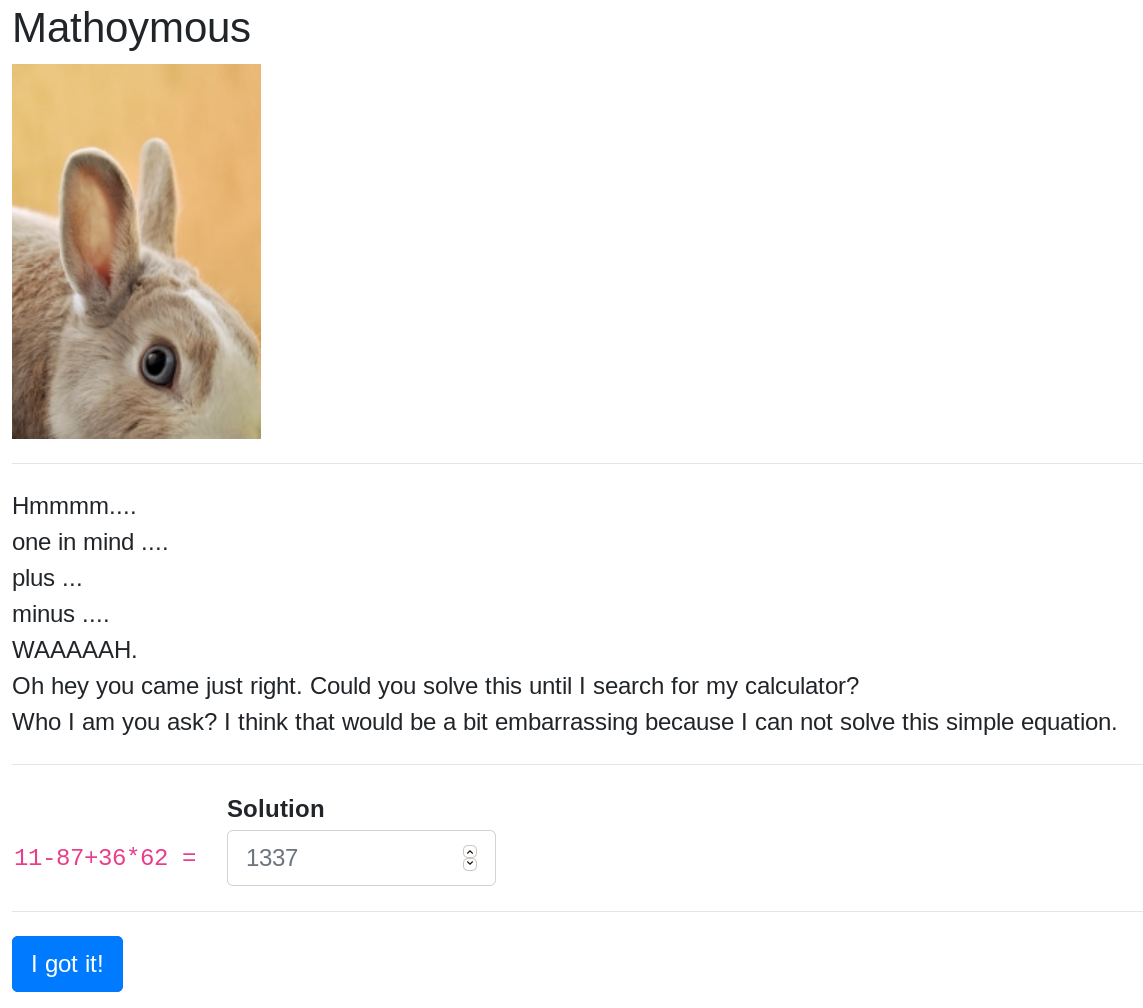 Mathoymous
Hmmmm....
one in mind ....
plus ...
minus ....
WAAAAAH.
Oh hey you came just right. Could you solve this until I search for my calculator?
Who I am you ask? I think that would be a bit embarrassing because I can not solve this simple equation.
Solution
11-87+36*62 = 1337
I got it!